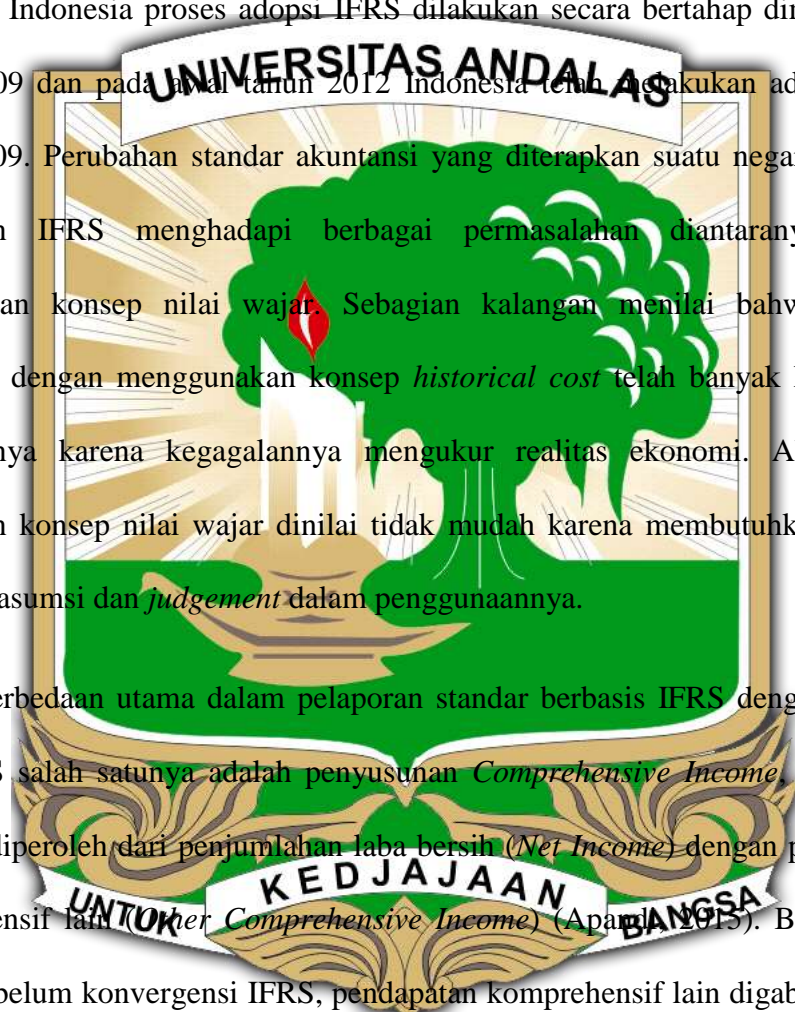 Indonesia proses adopsi IFRS dilakukan secara bertahap
UNIVERSITAS ANDALAS
09 dan pada awal tahun 2012 Indonesia telah melakukan ad
09. Perubahan standar akuntansi yang diterapkan suatu nega
IFRS menghadapi berbagai permasalahan diantarany
an konsep nilai wajar. Sebagian kalangan menilai bahw
dengan menggunakan konsep historical cost telah banyak
nya karena kegagalannya mengukur realitas ekonomi. A
konsep nilai wajar dinilai tidak mudah karena membutuhk
asumsi dan judgement dalam penggunaannya.
erbedaan utama dalam pelaporan standar berbasis IFRS deng
S salah satunya adalah penyusunan Comprehensive Income,
diperoleh dari penjumlahan laba bersih (Net Income) dengan p
ensif lain (Other Comprehensive Income) (Apandi, 2015). B
UNTUK KEDJAJAAN BANGSA
belum konvergensi IFRS, pendapatan komprehensif lain digab